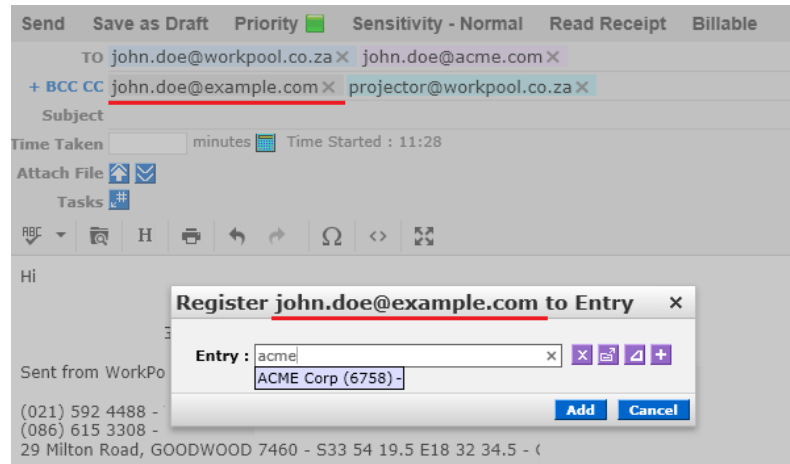 Send Save as Draft Priority Sensitivity - Normal Read Receipt Billable
TO john.doe@workpool.co.za × john.doe@acme.com ×
+ BCC CC john.doe@example.com × projector@workpool.co.za ×
Subject
Time Taken minutes Time Started : 11:28
Attach File
Tasks #
ABC H Ω <>
Hi
Register john.doe@example.com to Entry ×
Entry : acme × X +
ACME Corp (6758) -
Add Cancel
Sent from WorkPo
(021) 592 4488 -
(086) 615 3308 -
29 Milton Road, GOODWOOD 7460 - S33 54 19.5 E18 32 34.5 -